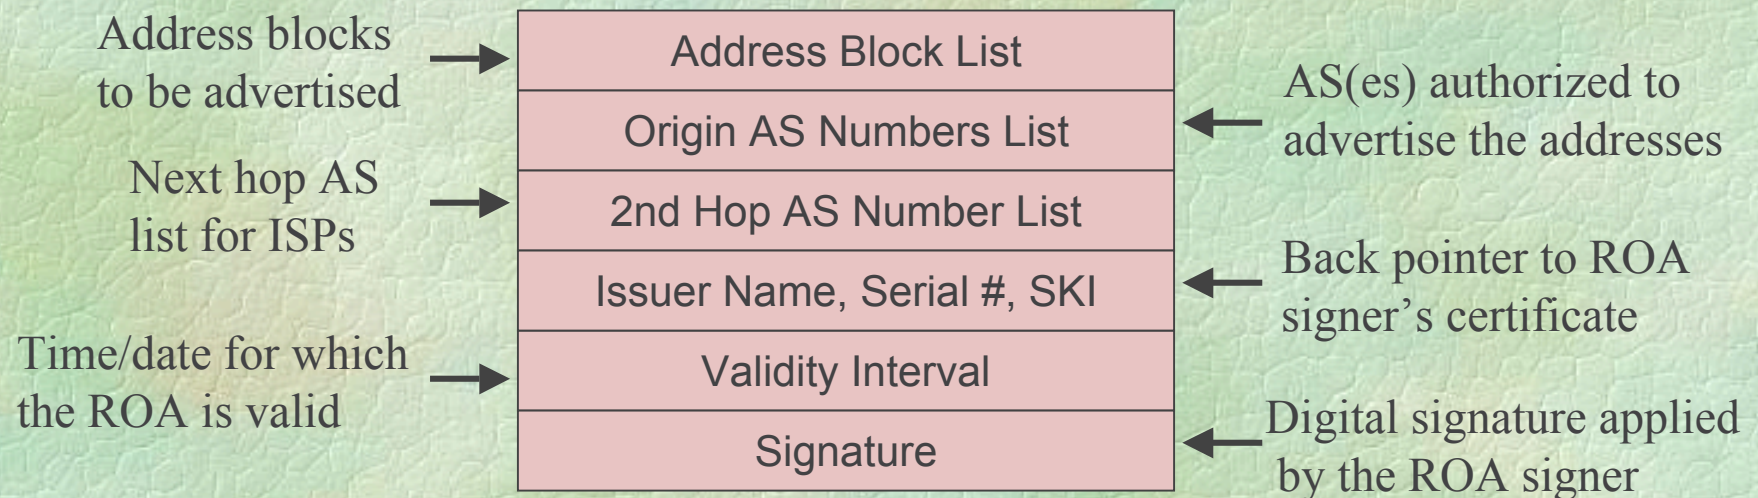 Address blocks
to be advertised
Address Block List
AS(es) authorized to
advertise the addresses
Origin AS Numbers List
Next hop AS
list for ISPs
2nd Hop AS Number List
Back pointer to ROA
signer’s certificate
Issuer Name, Serial #, SKI
Time/date for which
the ROA is valid
Validity Interval
Digital signature applied
by the ROA signer
Signature